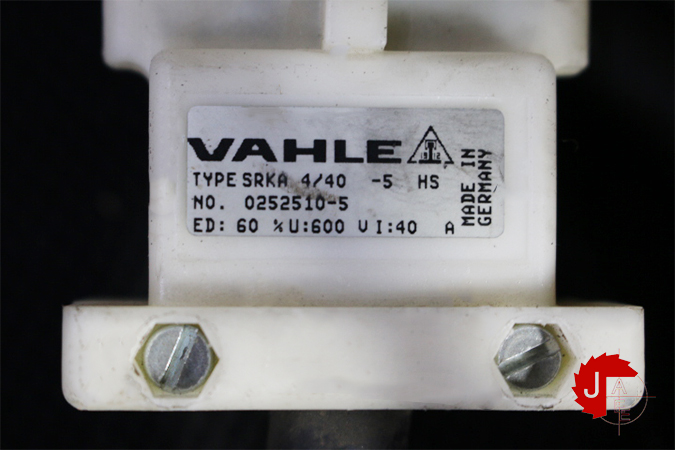 VAHLE
TYPE SRKA 4/40 -5 HS
NO. 0252510-5
ED: 60 % U:600 V I:40 A
MADE IN
GERMANY
J